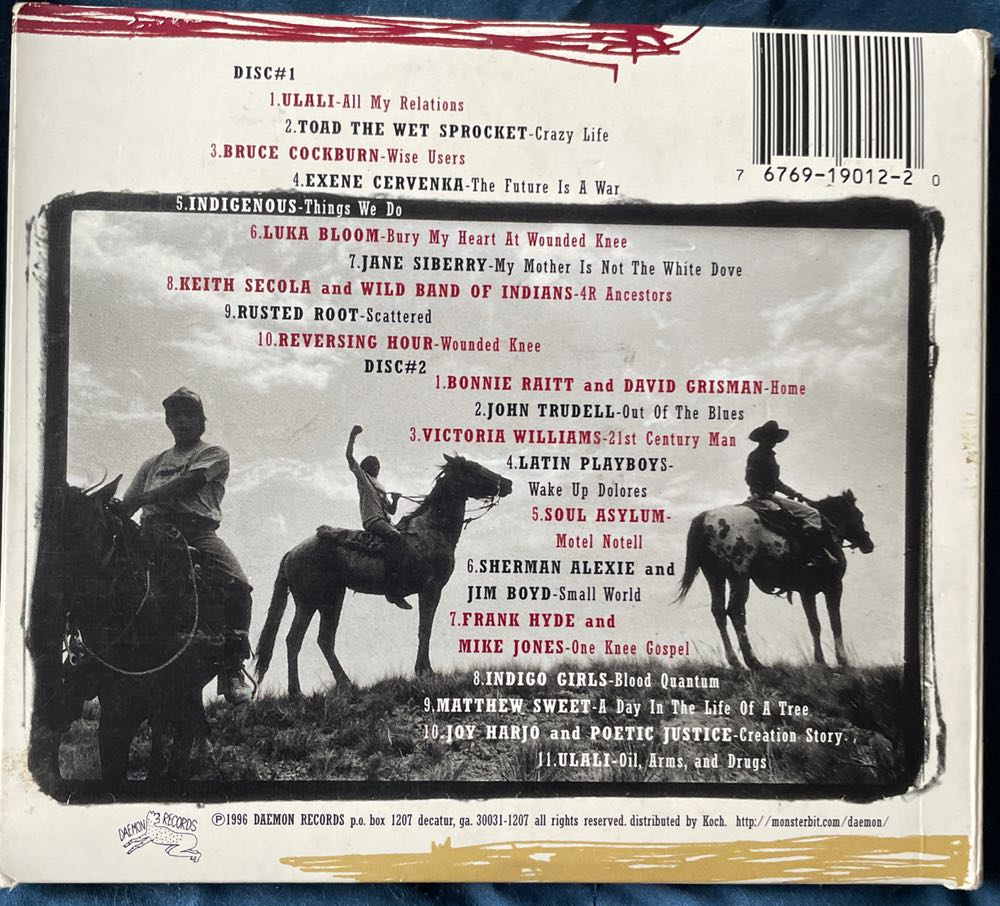 DISC#1
1.ULALI-All My Relations
2.TOAD THE WET SPROCKET-Crazy Life
3.BRUCE COCKBURN-Wise Users
4.EXENE CERVENKA-The Future Is A War
5.INDIGENOUS-Things We Do
6.LUKA BLOOM-Bury My Heart At Wounded Knee
7.JANE SIBERRY-My Mother Is Not The White Dove
8.KEITH SECOLA and WILD BAND OF INDIANS-4R Ancestors
9.RUSTED ROOT-Scattered
10.REVERSING HOUR-Wounded Knee
DISC#2
1.BONNIE RAITT and DAVID GRISMAN-Home
2.JOHN TRUDELL-Out Of The Blues
3.VICTORIA WILLIAMS-21st Century Man
4.LATIN PLAYBOYS-
Wake Up Dolores
5.SOUL ASYLUM-
Motel Notell
6.SHERMAN ALEXIE and
JIM BOYD-Small World
7.FRANK HYDE and
MIKE JONES-One Knee Gospel
8.INDIGO GIRLS-Blood Quantum
9.MATTHEW SWEET-A Day In The Life Of A Tree
10.JOY HARJO and POETIC JUSTICE-Creation Story
11.ULALI-Oil, Arms, and Drugs
7 6769-19012-2 0
DAEMON RECORDS
℗1996 DAEMON RECORDS p.o. box 1207 decatur, ga. 30031-1207 all rights reserved. distributed by Koch. http://monsterbit.com/daemon/